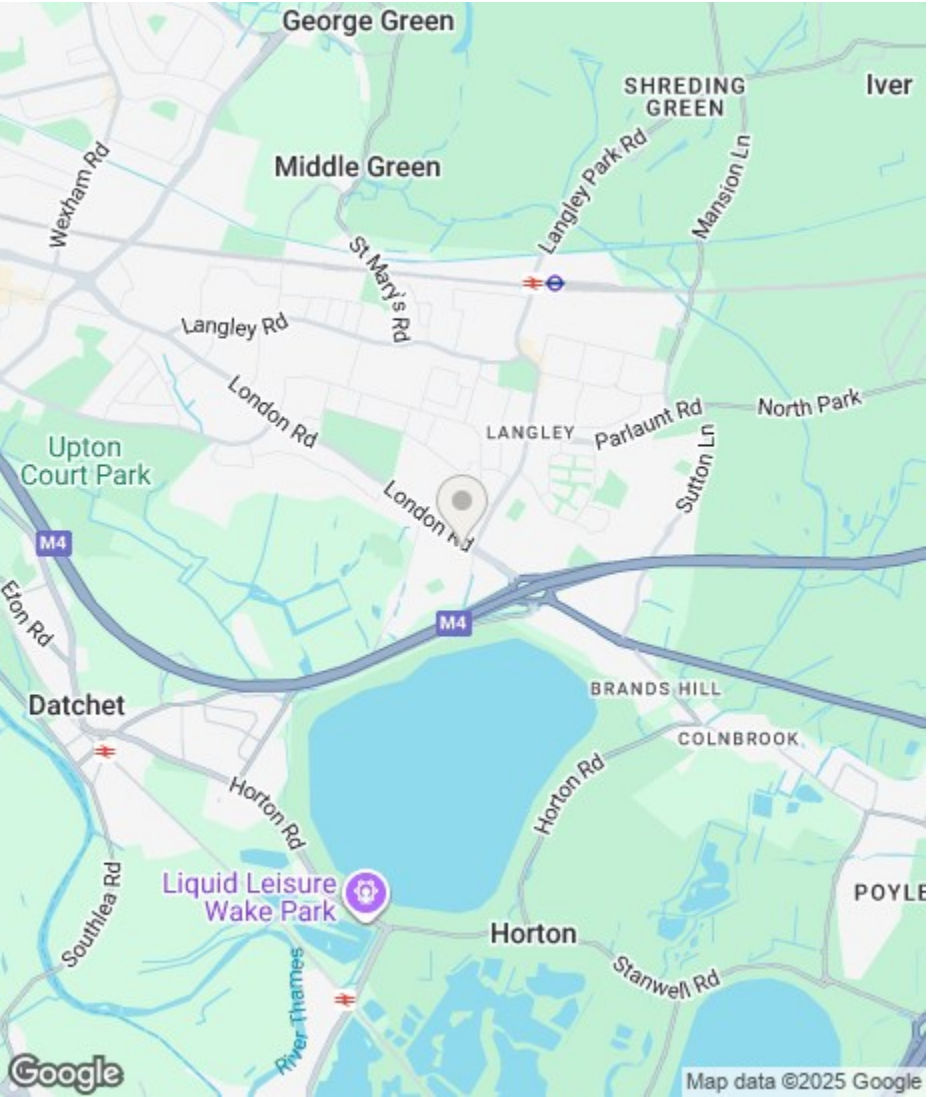 George Green
SHREDING
GREEN
Iver
Middle Green
Wexham Rd
Langley Park Rd
Mansion Ln
St Mary's Rd
Langley Rd
London Rd
North Park
LANGLEY
Parlaunt Rd
Upton
Court Park
Sutton Ln
London Rd
M4
Eton Rd
M4
BRANDS HILL
Datchet
COLNBROOK
Horton Rd
Horton Rd
Liquid Leisure
Wake Park
POYLE
Southlea Rd
Horton
River Thames
Stanwell Rd
Google
Map data ©2025 Google